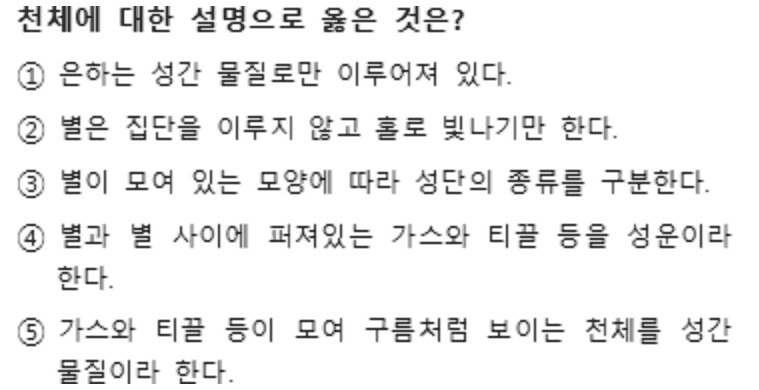 천체에 대한 설명으로 옳은 것은?
① 은하는 성간 물질로만 이루어져 있다.
② 별은 집단을 이루지 않고 홀로 빛나기만 한다.
③ 별이 모여 있는 모양에 따라 성단의 종류를 구분한다.
④ 별과 별 사이에 퍼져있는 가스와 티끌 등을 성운이라
한다.
⑤ 가스와 티끌 등이 모여 구름처럼 보이는 천체를 성간
물질이라 한다.